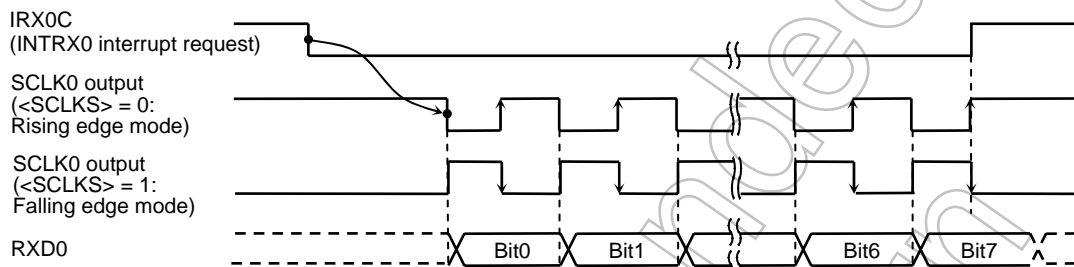 IRX0C
(INTRX0 interrupt request)
SCLK0 output
(<SCLKS> = 0:
Rising edge mode)
SCLK0 output
(<SCLKS> = 1:
Falling edge mode)
RXD0
Bit0
Bit1
Bit6
Bit7